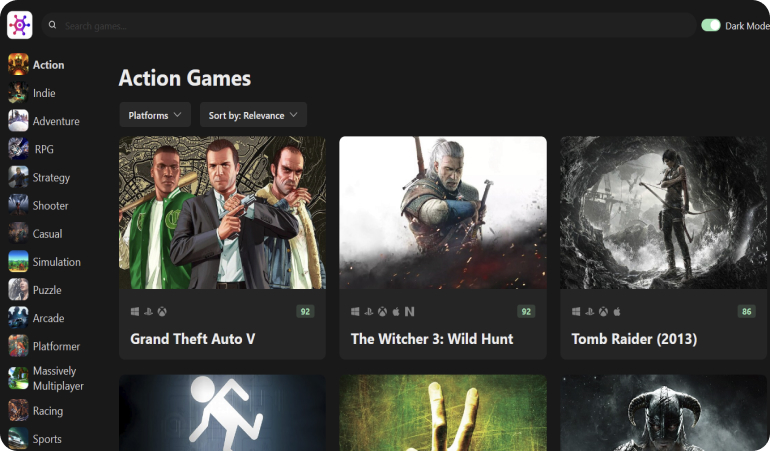 Search games...
Dark Mode
Action
Indie
Adventure
RPG
Strategy
Shooter
Casual
Simulation
Puzzle
Arcade
Platformer
Massively
Multiplayer
Racing
Sports
Action Games
Platforms
Sort by: Relevance
92
Grand Theft Auto V
92
The Witcher 3: Wild Hunt
86
Tomb Raider (2013)